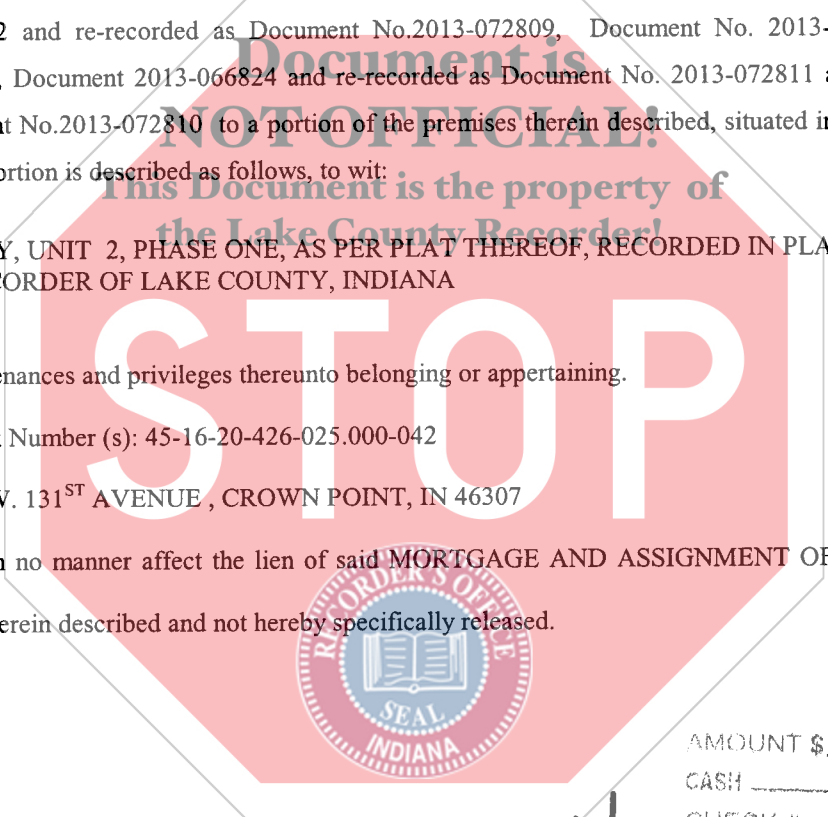 2 and re-recorded as Document No.2013-072809, Document No. 2013-
Document is
, Document 2013-066824 and re-recorded as Document No. 2013-072811
NOT OFFICIAL!
No.2013-072810 to a portion of the premises therein described, situated in
ortion is described as follows, to wit:
This Document is the property of
the Lake County Recorder!
Y, UNIT 2, PHASE ONE, AS PER PLAT THEREOF, RECORDED IN PLA
CORDER OF LAKE COUNTY, INDIANA
STOP
enances and privileges thereunto belonging or appertaining.
Number (s): 45-16-20-426-025.000-042
W. 131ST AVENUE , CROWN POINT, IN 46307
no manner affect the lien of said MORTGAGE AND ASSIGNMENT OF
erein described and not hereby specifically released.
RECORDER'S OFFICE
SEAL
INDIANA
AMOUNT $
CASH